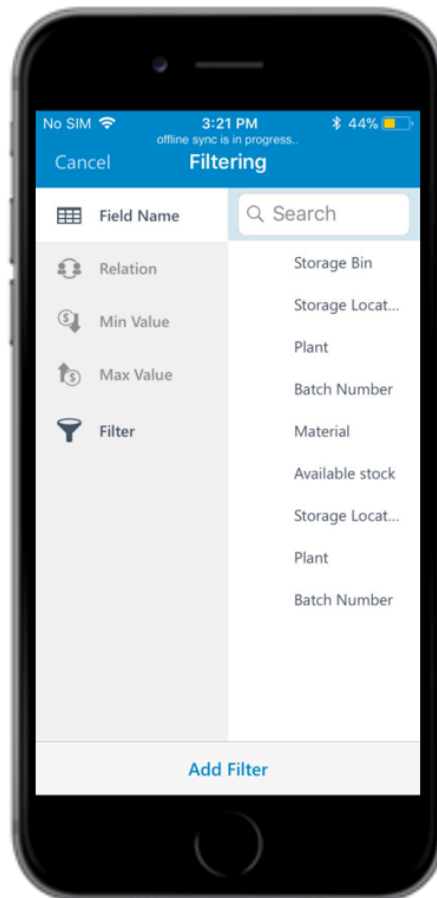 No SIM 3:21 PM 44%
offline sync is in progress..
Cancel Filtering
Field Name
Relation
Min Value
Max Value
Filter
Search
Storage Bin
Storage Locat...
Plant
Batch Number
Material
Available stock
Storage Locat...
Plant
Batch Number
Add Filter